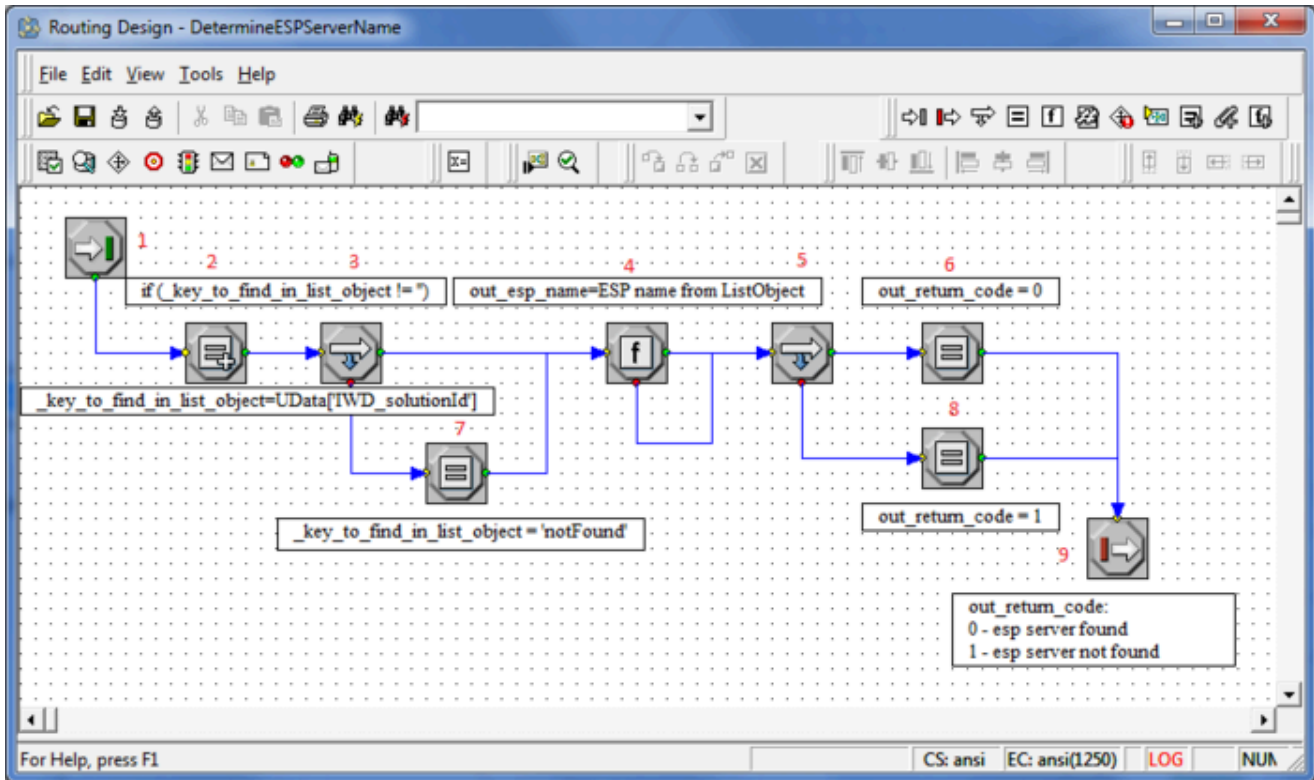 Routing Design - DetermineESPServerName
File Edit View Tools Help
1
2
3
4
5
6
if (_key_to_find_in_list_object != '')
out_esp_name=ESP name from ListObject
out_return_code = 0
_key_to_find_in_list_object=UData['IWD_solutionId']
7
8
_key_to_find_in_list_object = 'notFound'
out_return_code = 1
9
out_return_code:
0 - esp server found
1 - esp server not found
For Help, press F1
CS: ansi
EC: ansi(1250)
LOG
NUM